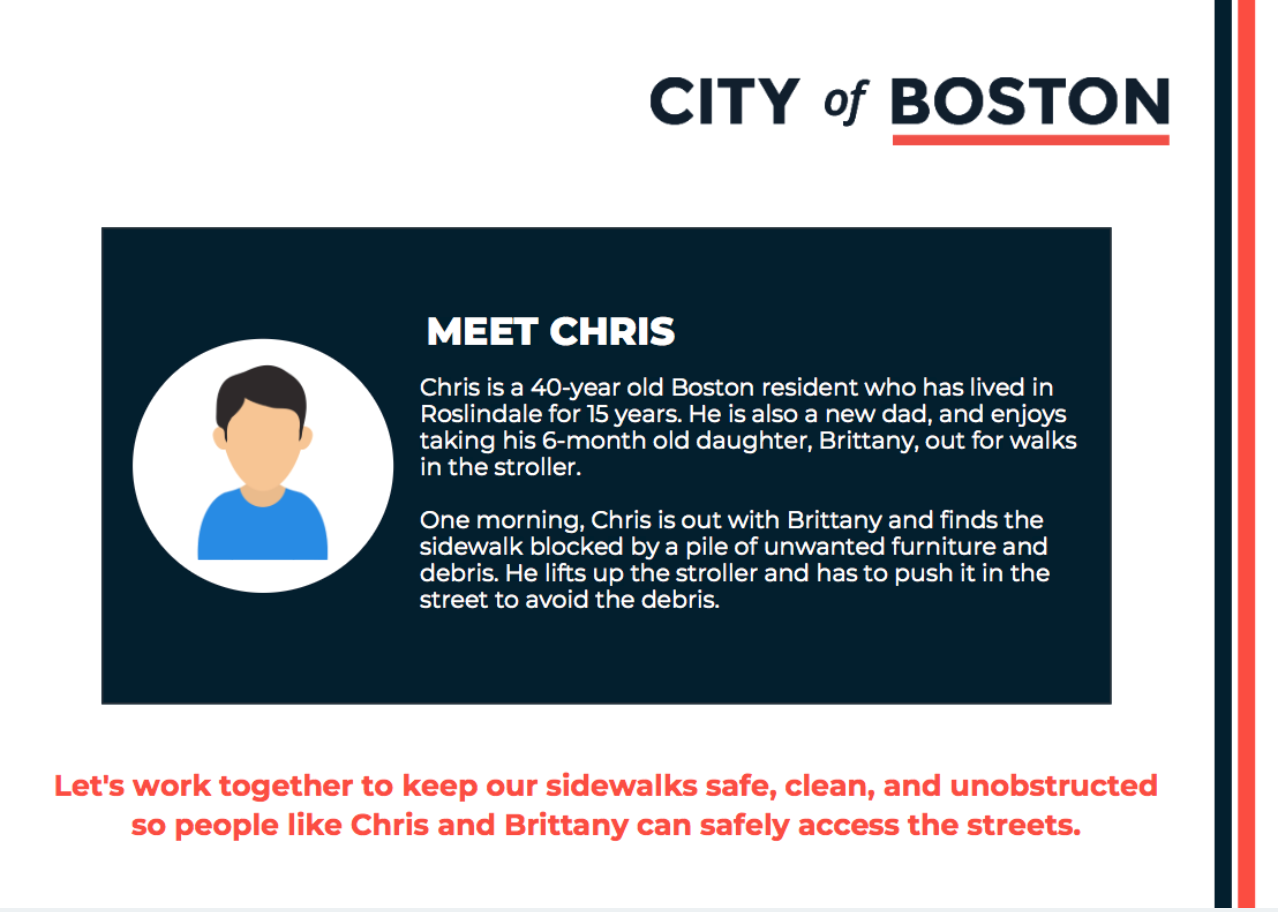 CITY of BOSTON
MEET CHRIS
Chris is a 40-year old Boston resident who has lived in
Roslindale for 15 years. He is also a new dad, and enjoys
taking his 6-month old daughter, Brittany, out for walks
in the stroller.
One morning, Chris is out with Brittany and finds the
sidewalk blocked by a pile of unwanted furniture and
debris. He lifts up the stroller and has to push it in the
street to avoid the debris.
Let's work together to keep our sidewalks safe, clean, and unobstructed
so people like Chris and Brittany can safely access the streets.